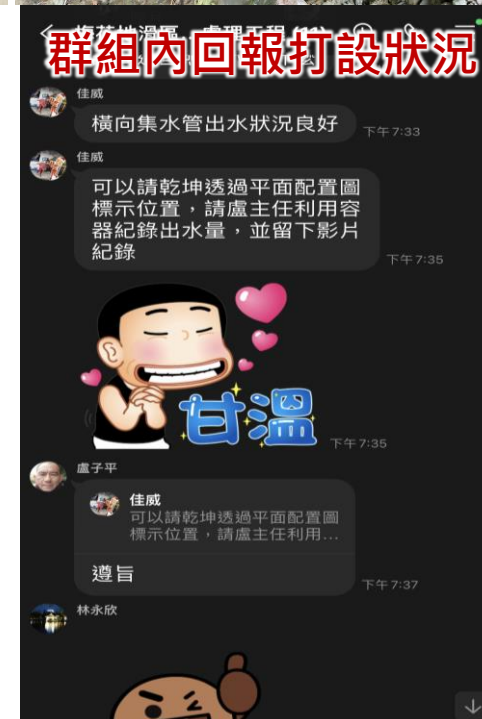 群組內回報打設狀況
佳威
橫向集水管出水狀況良好
下午 7:33
佳威
可以請乾坤透過平面配置圖
標示位置，請盧主任利用容
器紀錄出水量，並留下影片
紀錄
下午 7:35
甘溫
下午 7:35
盧子平
佳威
可以請乾坤透過平面配置圖
標示位置，請盧主任利用...
遵旨
下午 7:37
林永欣